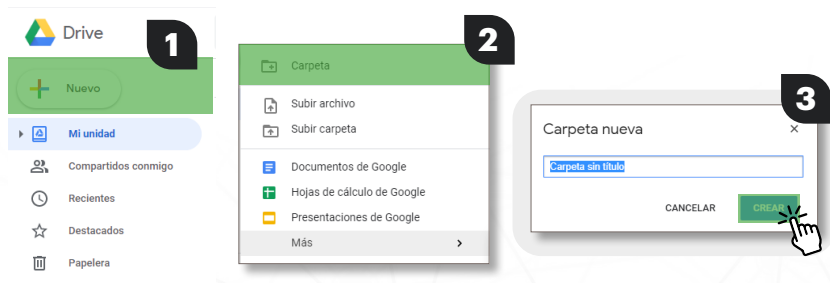 Drive
1
Nuevo
Mi unidad
Compartidos conmigo
Recientes
Destacados
Papelera
2
Carpeta
Subir archivo
Subir carpeta
Documentos de Google
Hojas de cálculo de Google
Presentaciones de Google
Más
3
Carpeta nueva
Carpeta sin título
CANCELAR
CREAR